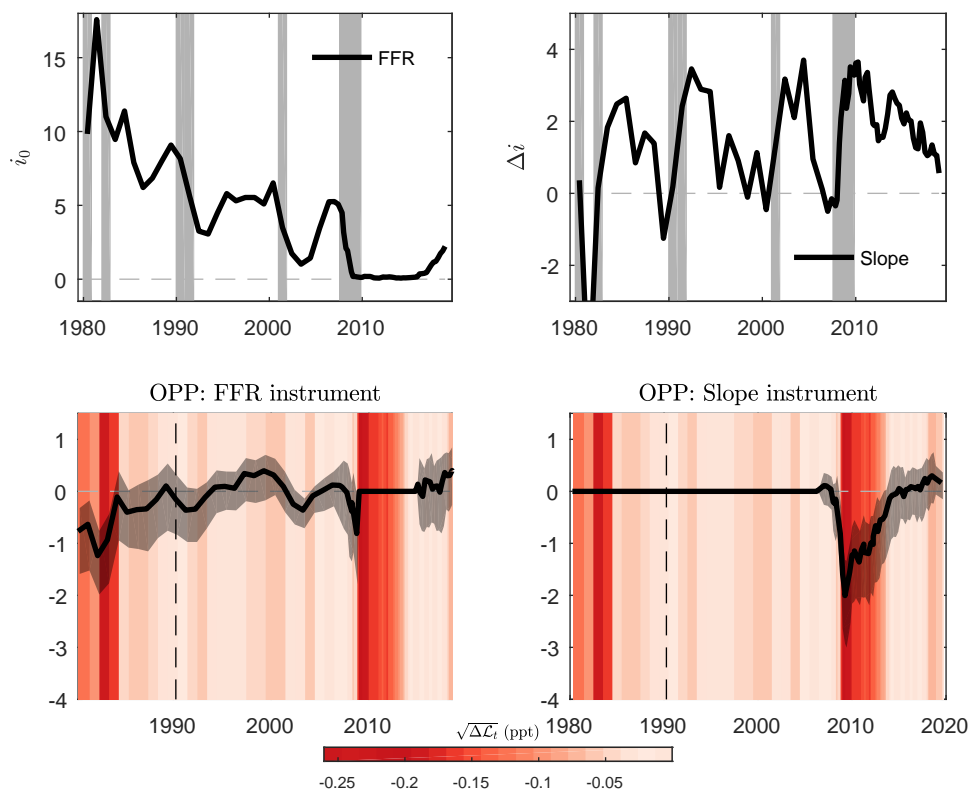 15
10
5
0
i₀
FFR
1980 1990 2000 2010
4
2
0
-2
Δi
Slope
1980 1990 2000 2010
OPP: FFR instrument
1
0
-1
-2
-3
-4
1990 2000 2010
OPP: Slope instrument
1
0
-1
-2
-3
-4
1980 1990 2000 2010 2020
√Δℒₜ (ppt)
-0.25 -0.2 -0.15 -0.1 -0.05